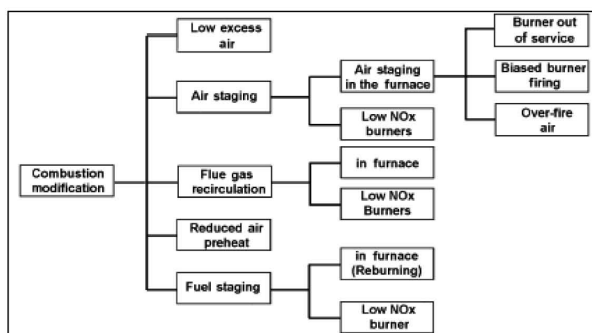 Low excess
air
Air staging
Air staging
in the furnace
Burner out
of service
Biased burner
firing
Over-fire
air
Low NOx
burners
Combustion
modification
Flue gas
recirculation
in furnace
Low NOx
Burners
Reduced air
preheat
Fuel staging
in furnace
(Reburning)
Low NOx
burner